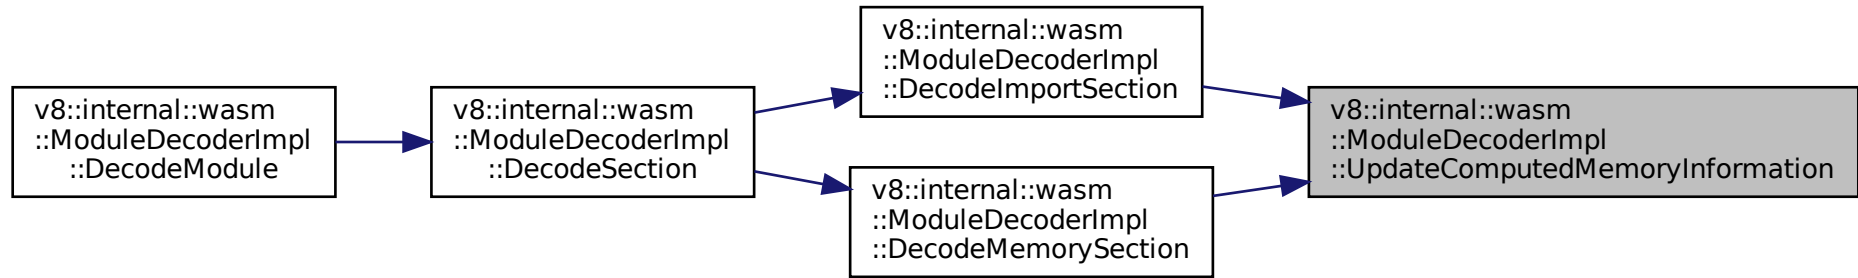 v8::internal::wasm
::ModuleDecoderImpl
::DecodeModule
v8::internal::wasm
::ModuleDecoderImpl
::DecodeSection
v8::internal::wasm
::ModuleDecoderImpl
::DecodeImportSection
v8::internal::wasm
::ModuleDecoderImpl
::DecodeMemorySection
v8::internal::wasm
::ModuleDecoderImpl
::UpdateComputedMemoryInformation